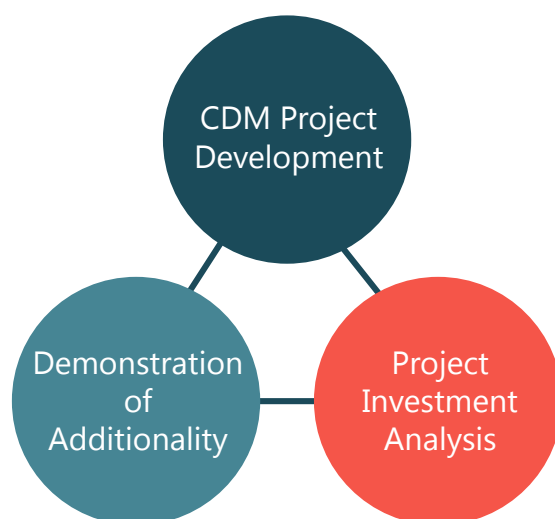 CDM Project
Development
Demonstration
of
Additionality
Project
Investment
Analysis